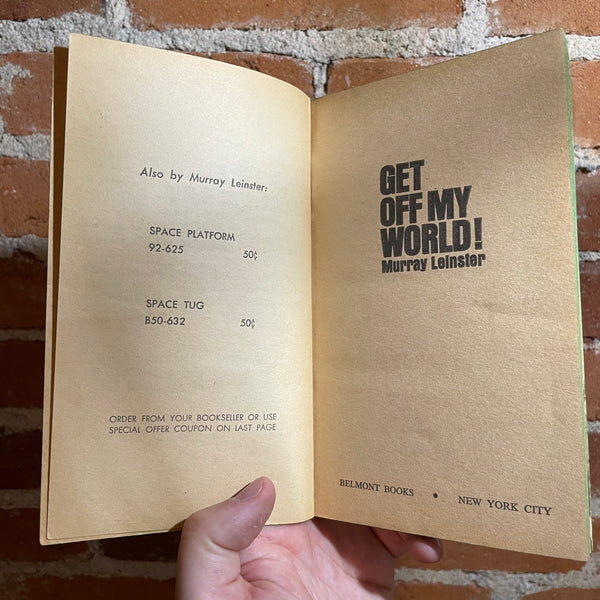 Also by Murray Leinster:
SPACE PLATFORM
92-625 50¢
SPACE TUG
B50-632 50¢
ORDER FROM YOUR BOOKSELLER OR USE
SPECIAL OFFER COUPON ON LAST PAGE
GET
OFF MY
WORLD!
Murray Leinster
BELMONT BOOKS • NEW YORK CITY